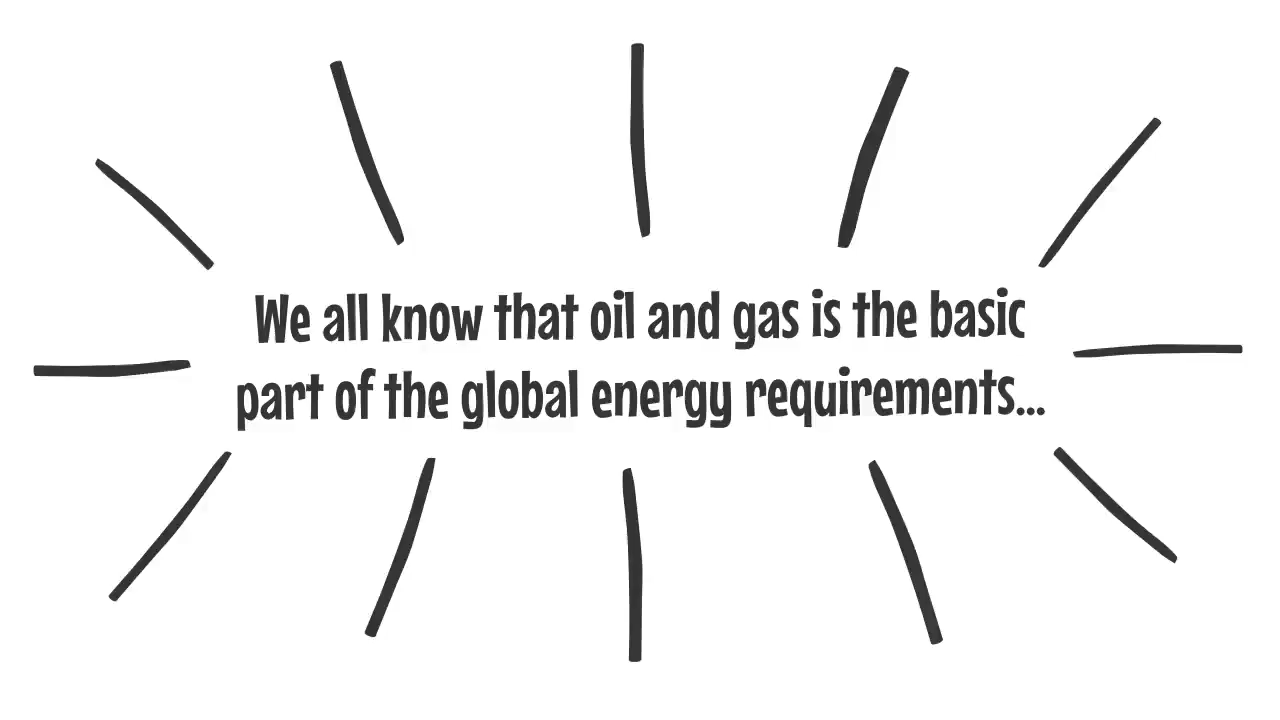 We all know that oil and gas is the basic
part of the global energy requirements...